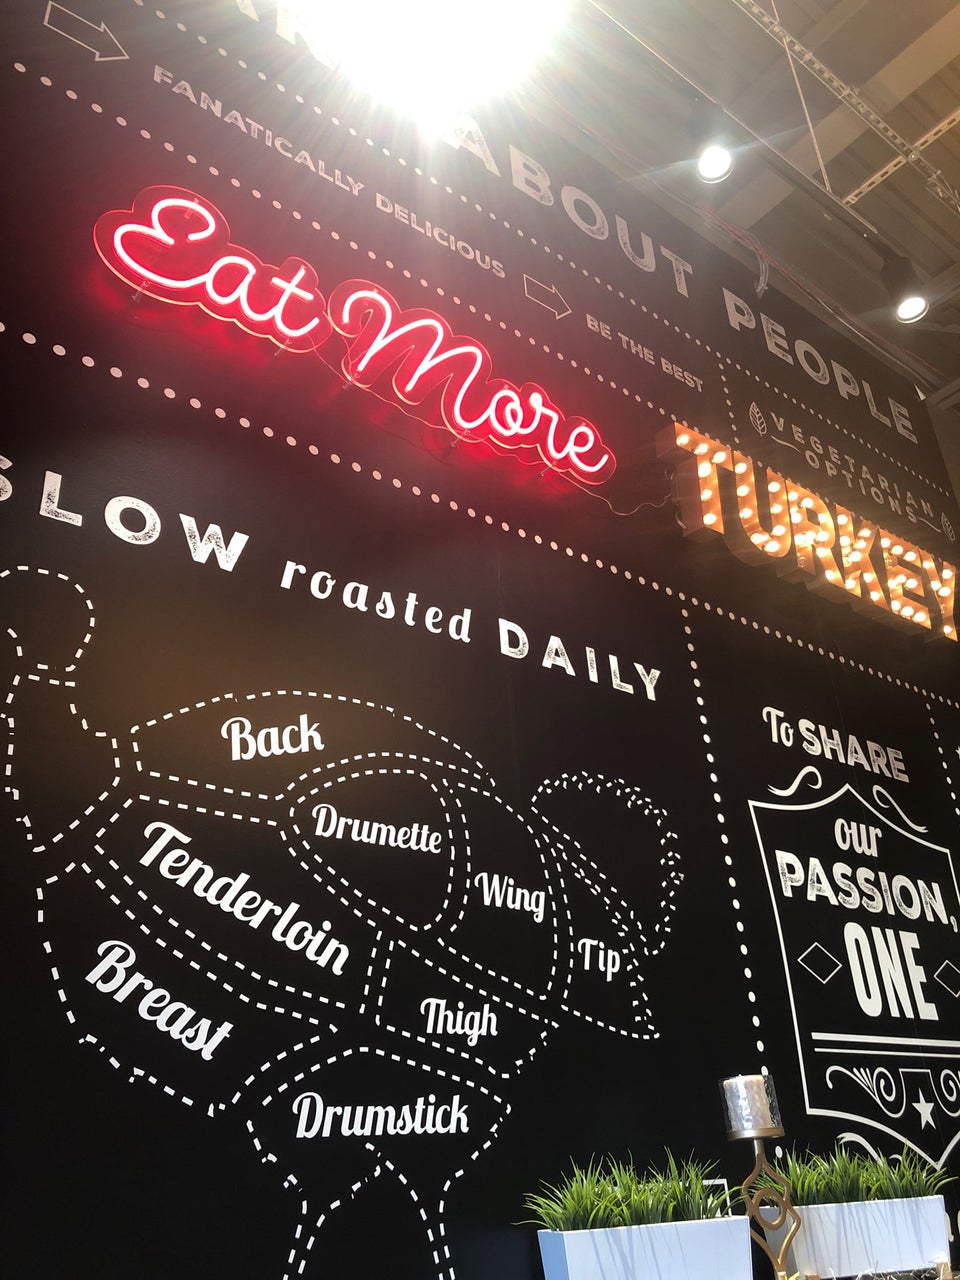 ABOUT PEOPLE
FANATICALLY DELICIOUS
BE THE BEST
VEGETARIAN
OPTIONS
Eat More
TURKEY
SLOW roasted DAILY
Back
Drumette
Tenderloin
Wing
Tip
Breast
Thigh
Drumstick
To SHARE
our
PASSION,
ONE